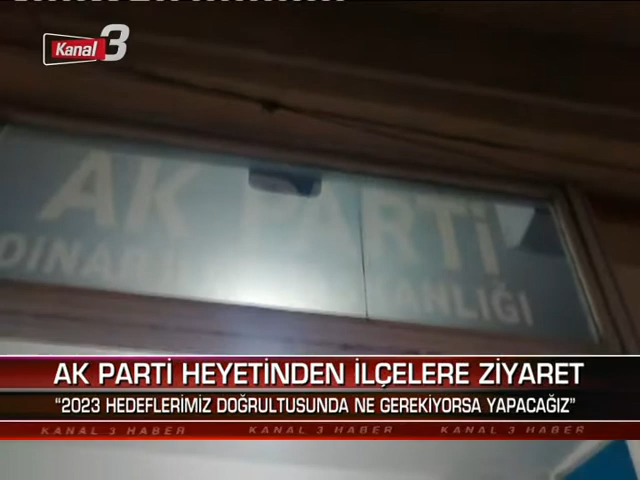 Kanal 3
AK PARTİ
DINAR
AK PARTİ HEYETİNDEN İLÇELERE ZİYARET
"2023 HEDEFLERİMİZ DOĞRULTUSUNDA NE GEREKİYORSA YAPACAĞIZ"
KANAL 3 HABER KANAL 3 HABER KANAL 3 HABER